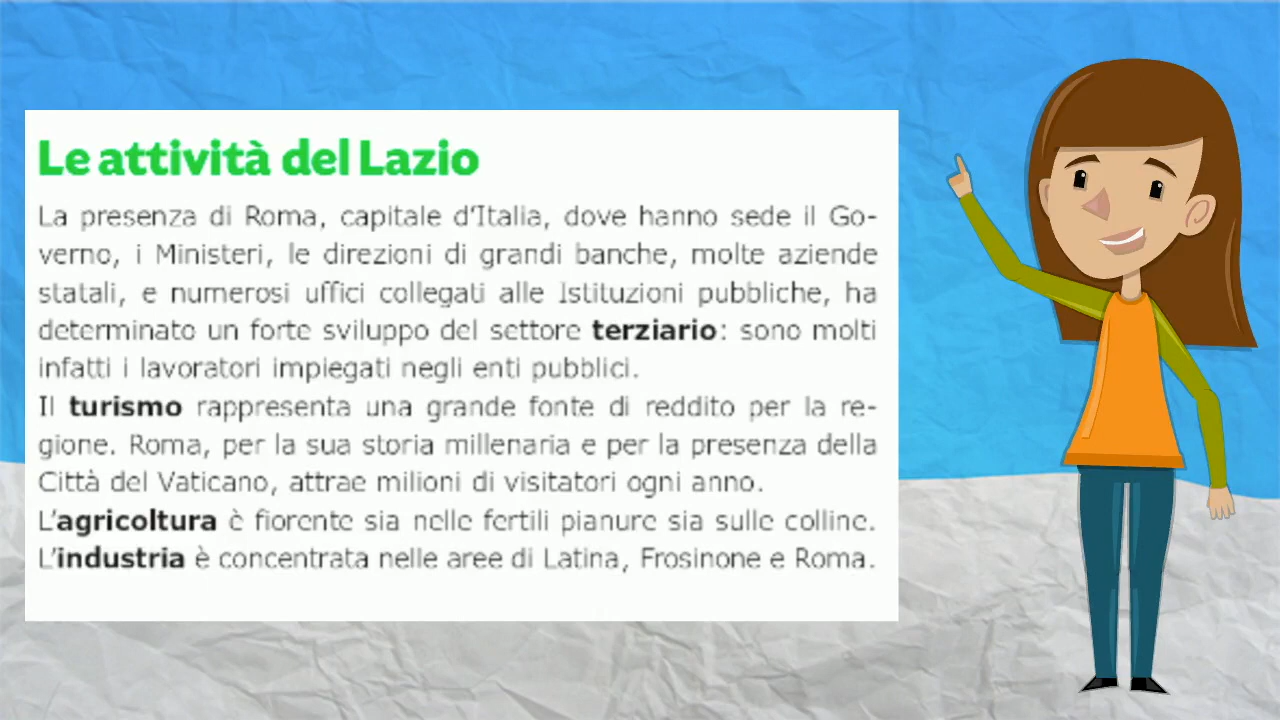 Le attività del Lazio
La presenza di Roma, capitale d'Italia, dove hanno sede il Go-
verno, i Ministeri, le direzioni di grandi banche, molte aziende
statali, e numerosi uffici collegati alle Istituzioni pubbliche, ha
determinato un forte sviluppo del settore terziario: sono molti
infatti i lavoratori impiegati negli enti pubblici.
Il turismo rappresenta una grande fonte di reddito per la re-
gione. Roma, per la sua storia millenaria e per la presenza della
Città del Vaticano, attrae milioni di visitatori ogni anno.
L'agricoltura è fiorente sia nelle fertili pianure sia sulle colline.
L'industria è concentrata nelle aree di Latina, Frosinone e Roma.